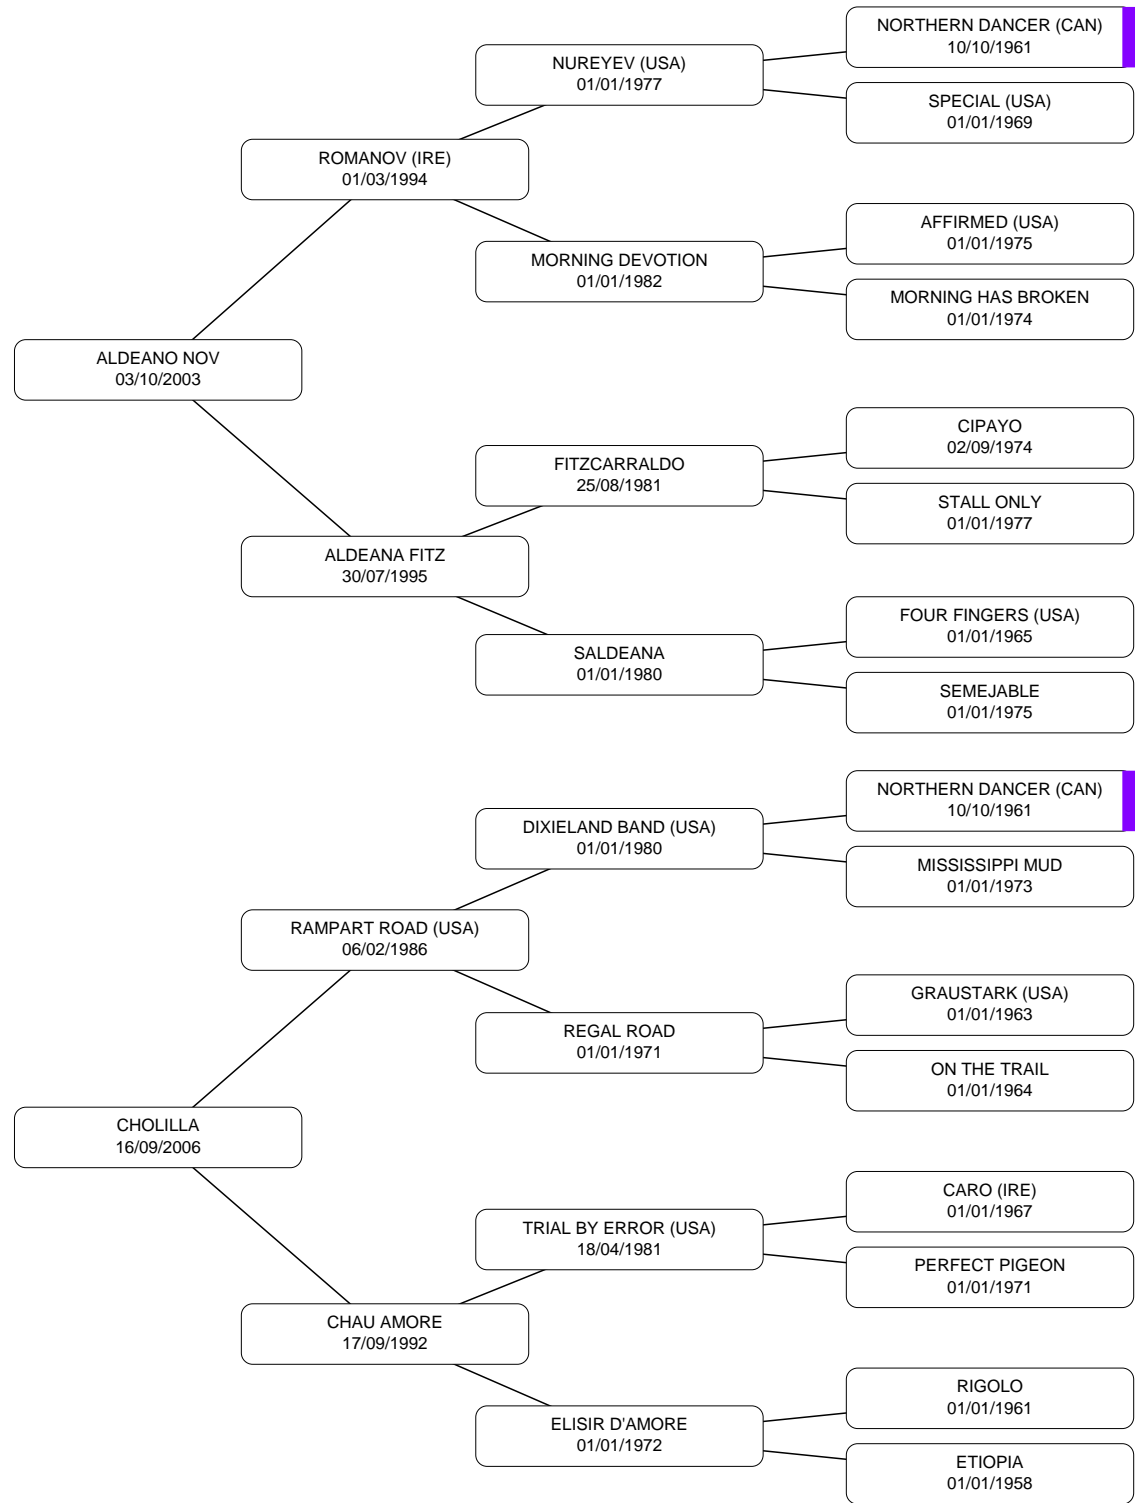 NORTHERN DANCER (CAN)
10/10/1961
NUREYEV (USA)
01/01/1977
SPECIAL (USA)
01/01/1969
ROMANOV (IRE)
01/03/1994
AFFIRMED (USA)
01/01/1975
MORNING DEVOTION
01/01/1982
MORNING HAS BROKEN
01/01/1974
ALDEANO NOV
03/10/2003
CIPAYO
02/09/1974
FITZCARRALDO
25/08/1981
STALL ONLY
01/01/1977
ALDEANA FITZ
30/07/1995
FOUR FINGERS (USA)
01/01/1965
SALDEANA
01/01/1980
SEMEJABLE
01/01/1975
NORTHERN DANCER (CAN)
10/10/1961
DIXIELAND BAND (USA)
01/01/1980
MISSISSIPPI MUD
01/01/1973
RAMPART ROAD (USA)
06/02/1986
GRAUSTARK (USA)
01/01/1963
REGAL ROAD
01/01/1971
ON THE TRAIL
01/01/1964
CHOLILLA
16/09/2006
CARO (IRE)
01/01/1967
TRIAL BY ERROR (USA)
18/04/1981
PERFECT PIGEON
01/01/1971
CHAU AMORE
17/09/1992
RIGOLO
01/01/1961
ELISIR D'AMORE
01/01/1972
ETIOPIA
01/01/1958